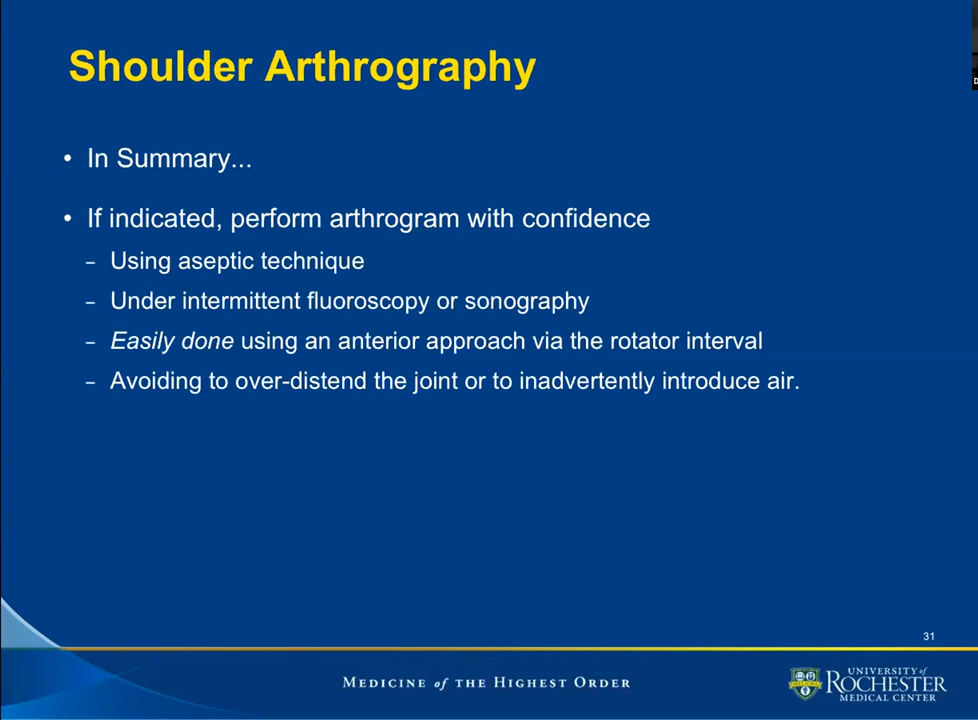 Shoulder Arthrography
• In Summary...
• If indicated, perform arthrogram with confidence
– Using aseptic technique
– Under intermittent fluoroscopy or sonography
– Easily done using an anterior approach via the rotator interval
– Avoiding to over-distend the joint or to inadvertently introduce air.
31
MEDICINE of THE HIGHEST ORDER
MELIORA
UNIVERSITY of
ROCHESTER
MEDICAL CENTER